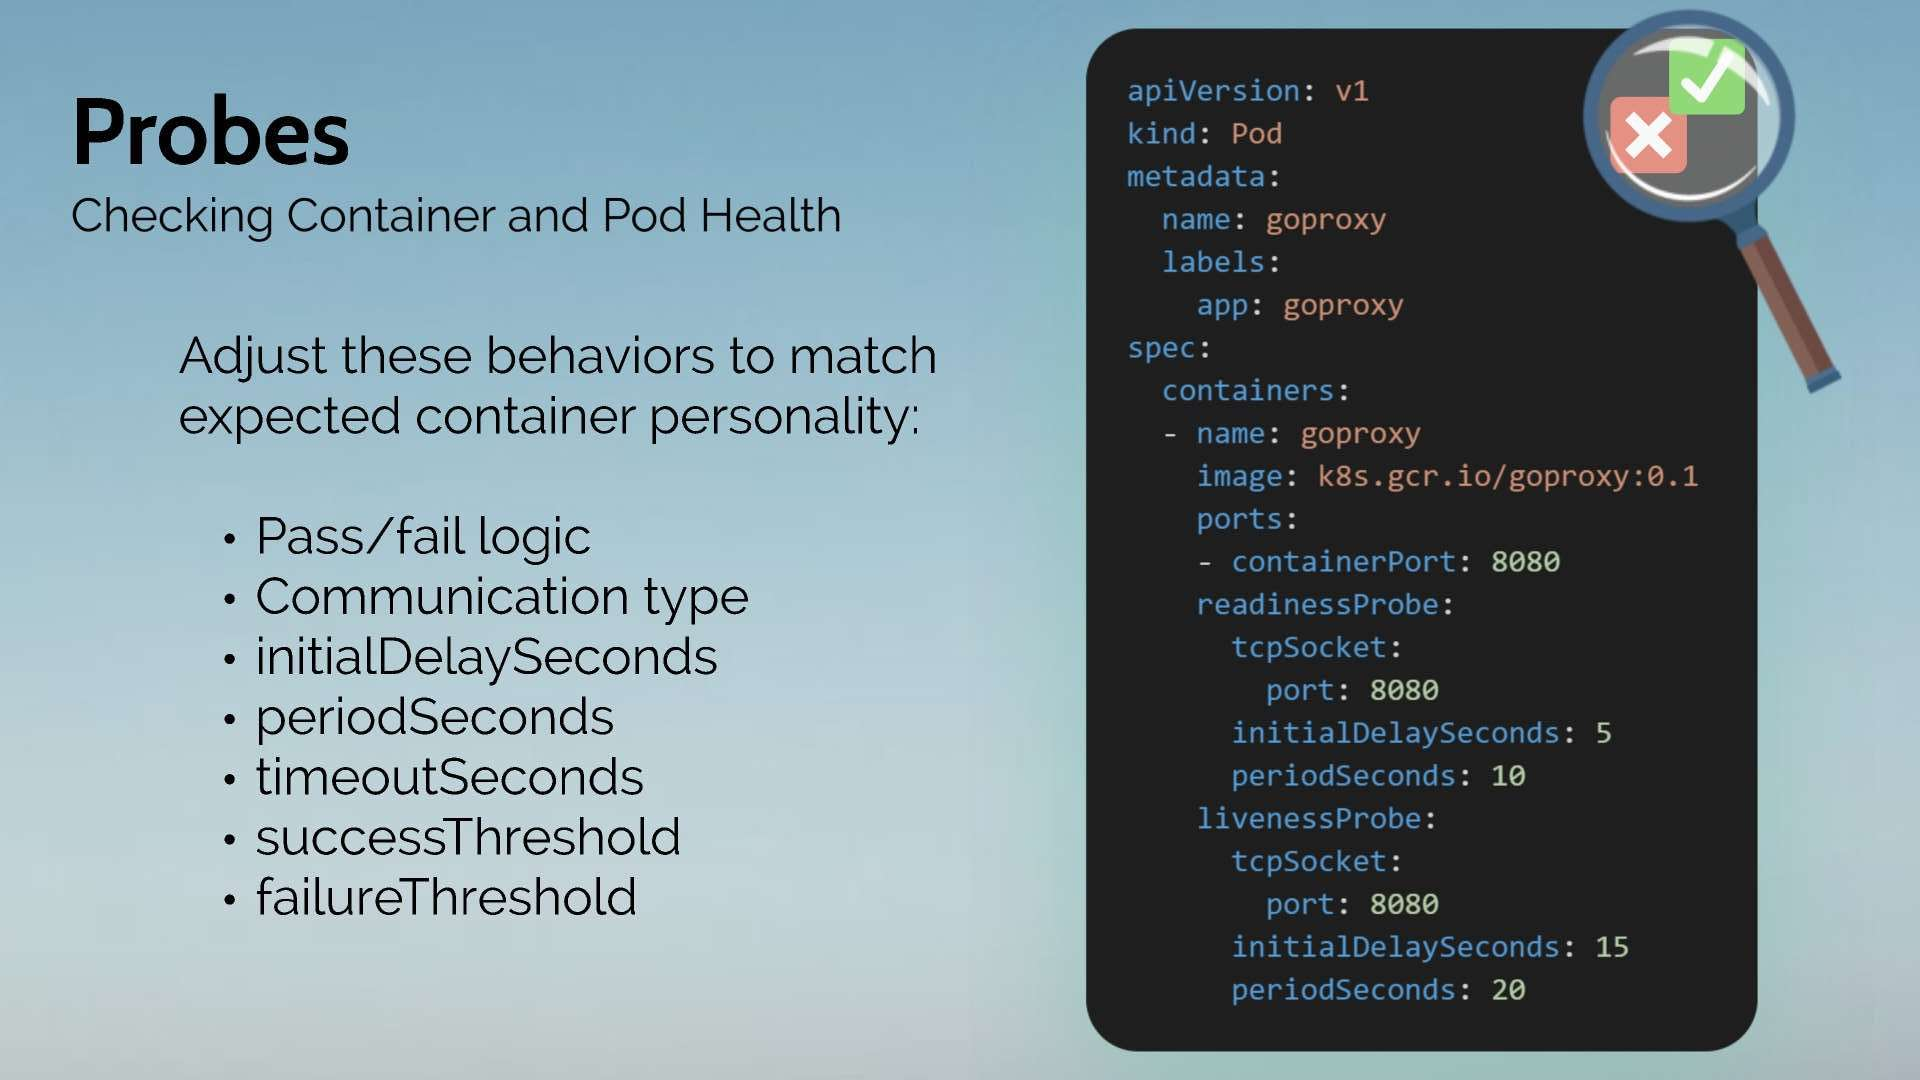 Probes
Checking Container and Pod Health
Adjust these behaviors to match
expected container personality:
• Pass/fail logic
• Communication type
• initialDelaySeconds
• periodSeconds
• timeoutSeconds
• successThreshold
• failureThreshold
apiVersion: v1
kind: Pod
metadata:
  name: goproxy
  labels:
    app: goproxy
spec:
  containers:
  - name: goproxy
    image: k8s.gcr.io/goproxy:0.1
    ports:
    - containerPort: 8080
    readinessProbe:
      tcpSocket:
        port: 8080
      initialDelaySeconds: 5
      periodSeconds: 10
    livenessProbe:
      tcpSocket:
        port: 8080
      initialDelaySeconds: 15
      periodSeconds: 20